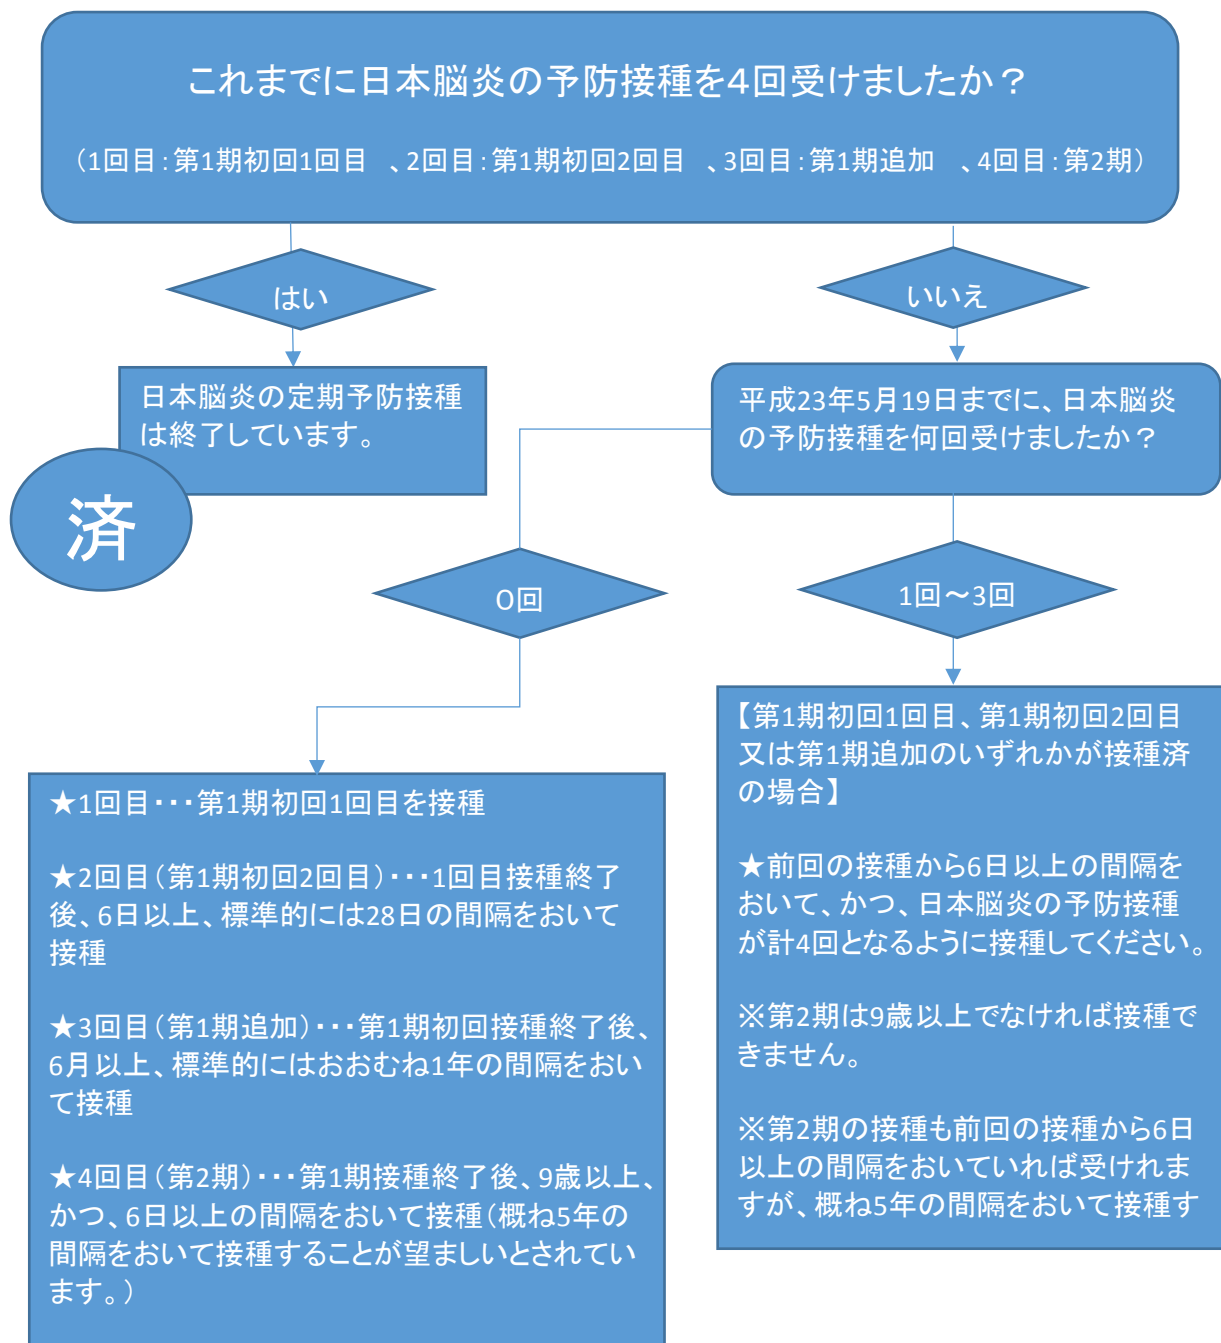 これまでに日本脳炎の予防接種を4回受けましたか？
（1回目：第1期初回1回目　、2回目：第1期初回2回目　、3回目：第1期追加　、4回目：第2期）
はい
いいえ
日本脳炎の定期予防接種
は終了しています。
済
平成23年5月19日までに、日本脳炎
の予防接種を何回受けましたか？
0回
1回～3回
★1回目・・・第1期初回1回目を接種
★2回目（第1期初回2回目）・・・1回目接種終了
後、6日以上、標準的には28日の間隔をおいて
接種
★3回目（第1期追加）・・・第1期初回接種終了後、
6月以上、標準的にはおおむね1年の間隔をおい
て接種
★4回目（第2期）・・・第1期接種終了後、9歳以上、
かつ、6日以上の間隔をおいて接種（概ね5年の
間隔をおいて接種することが望ましいとされてい
ます。）
【第1期初回1回目、第1期初回2回目
又は第1期追加のいずれかが接種済
の場合】
★前回の接種から6日以上の間隔を
おいて、かつ、日本脳炎の予防接種
が計4回となるように接種してください。
※第2期は9歳以上でなければ接種で
きません。
※第2期の接種も前回の接種から6日
以上の間隔をおいていれば受けれま
すが、概ね5年の間隔をおいて接種す